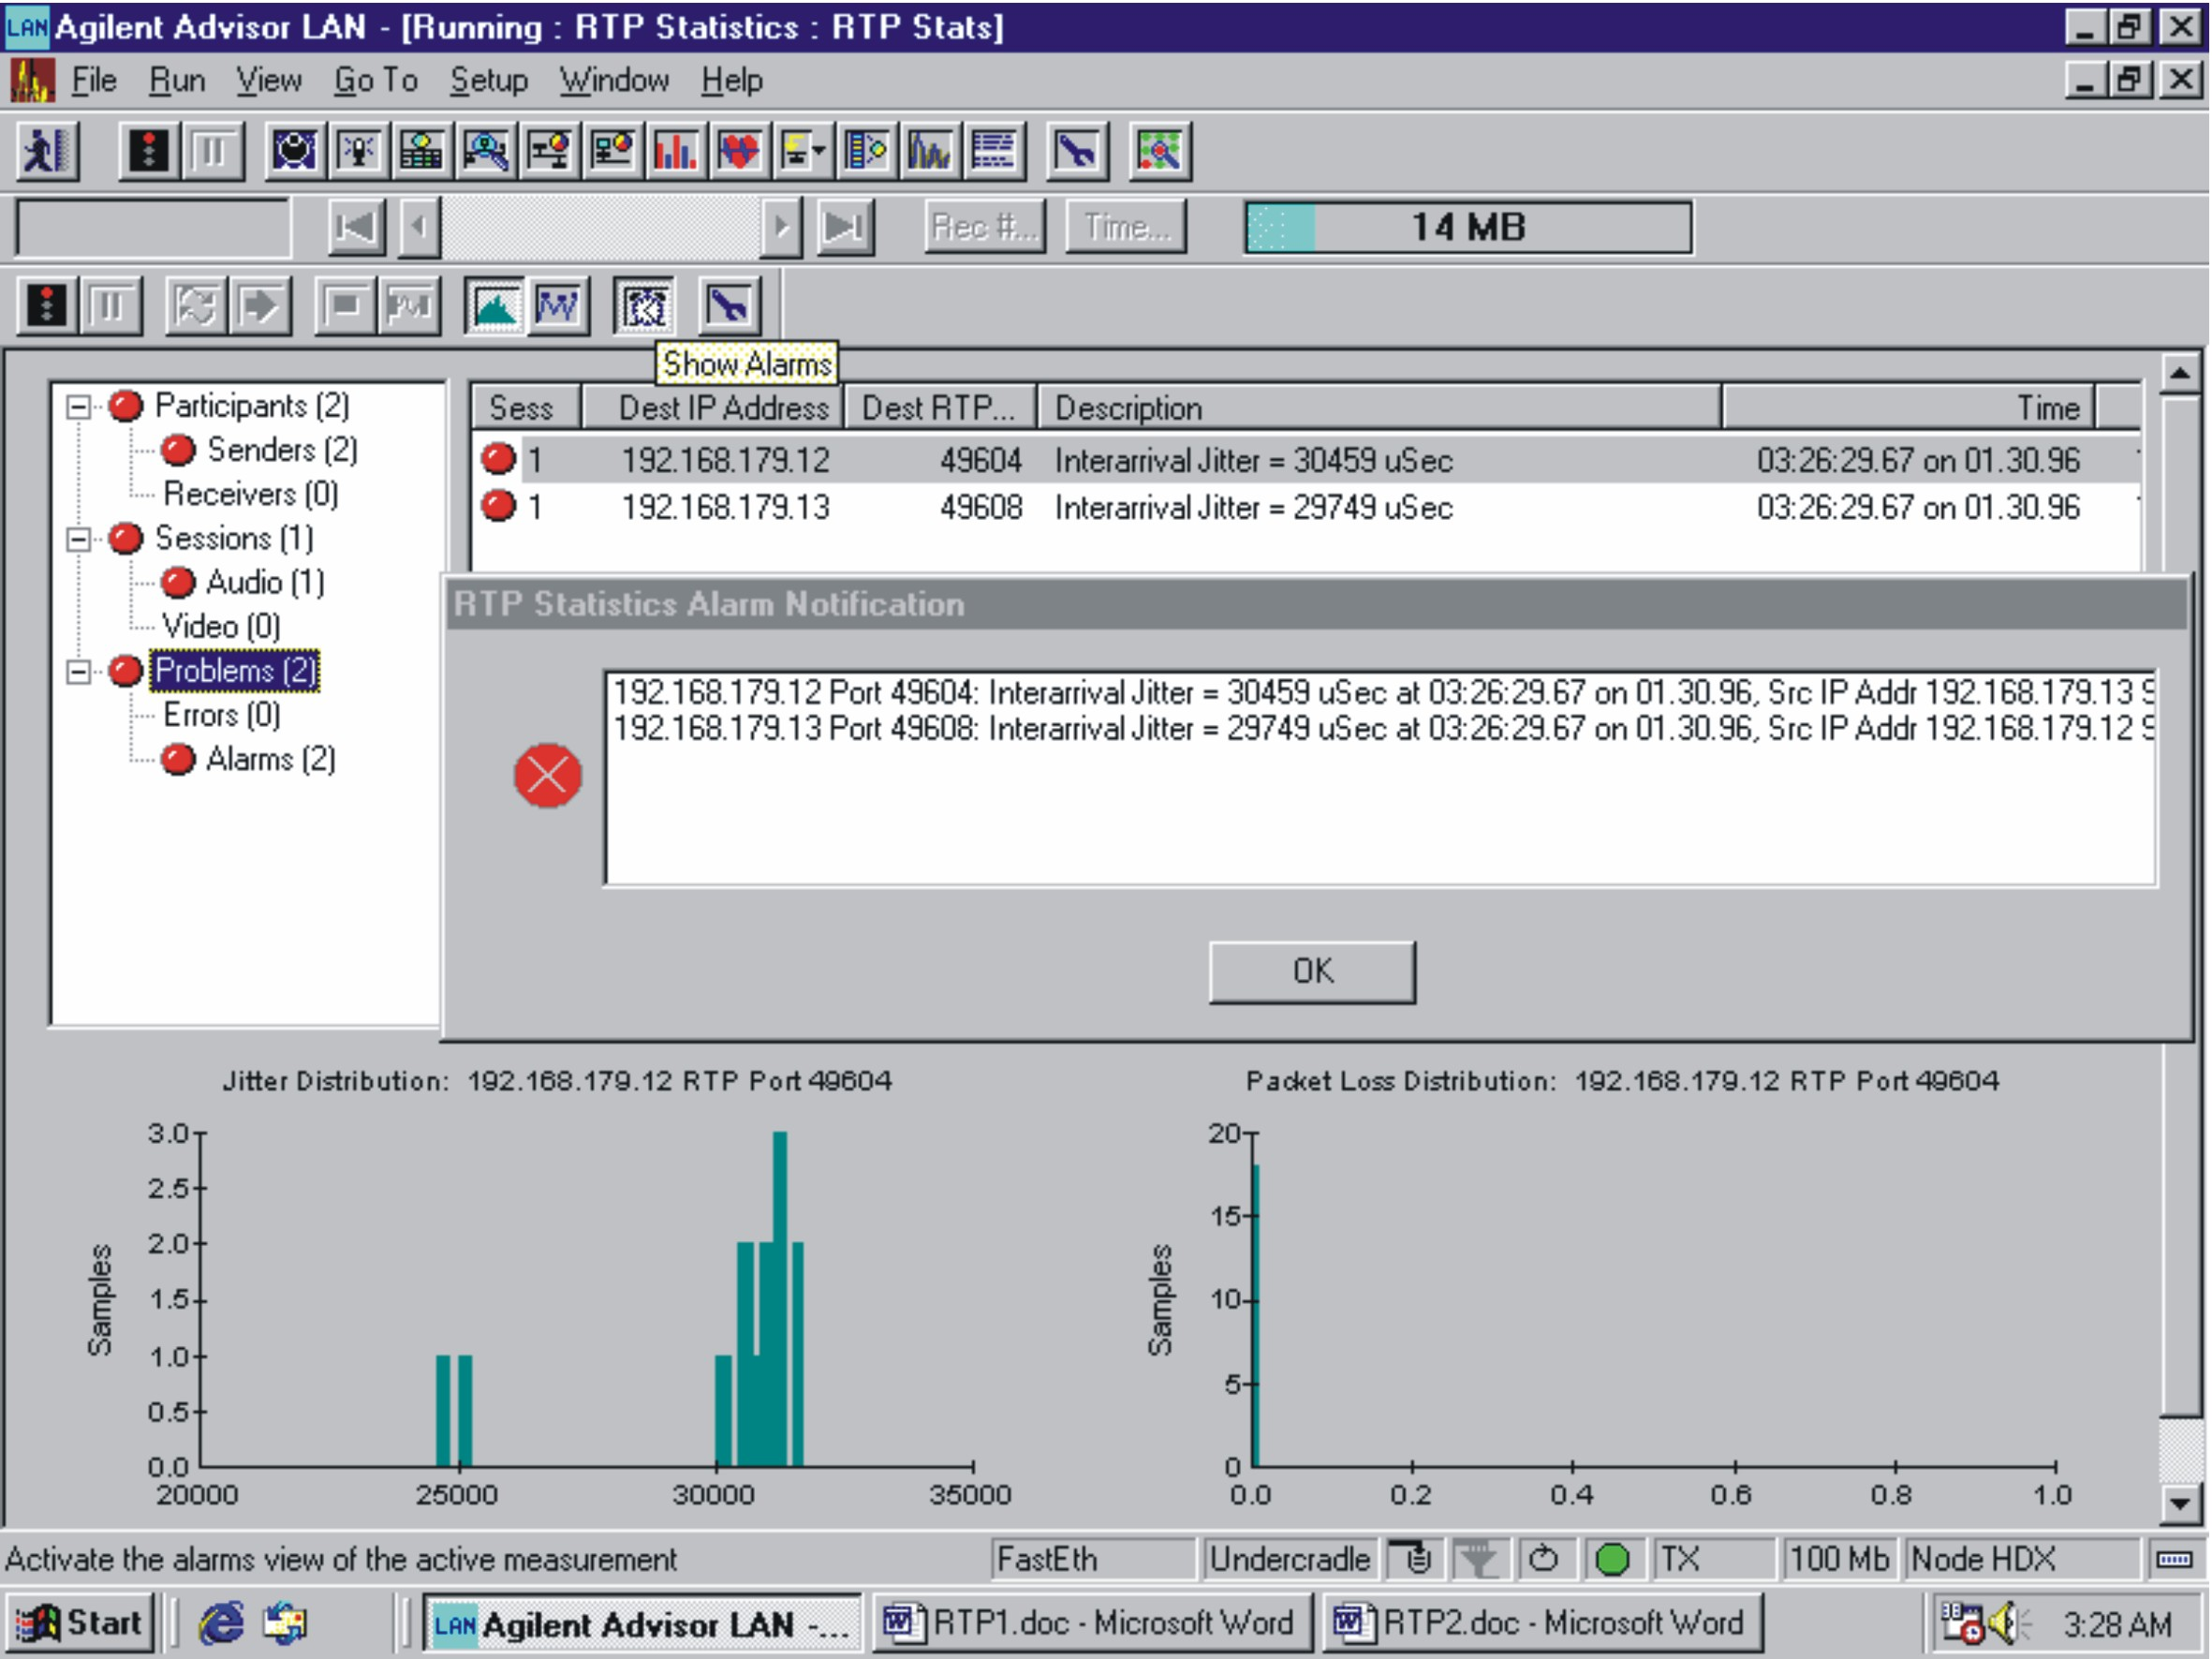 LAN Agilent Advisor LAN - [Running : RTP Statistics : RTP Stats]
File Run View Go To Setup Window Help
Rec #... Time... 14 MB
Show Alarms
Participants (2)
Senders (2)
Receivers (0)
Sessions (1)
Audio (1)
Video (0)
Problems (2)
Errors (0)
Alarms (2)
Sess Dest IP Address Dest RTP... Description Time
1 192.168.179.12 49604 Interarrival Jitter = 30459 uSec 03:26:29.67 on 01.30.96
1 192.168.179.13 49608 Interarrival Jitter = 29749 uSec 03:26:29.67 on 01.30.96
RTP Statistics Alarm Notification
192.168.179.12 Port 49604: Interarrival Jitter = 30459 uSec at 03:26:29.67 on 01.30.96, Src IP Addr 192.168.179.13
192.168.179.13 Port 49608: Interarrival Jitter = 29749 uSec at 03:26:29.67 on 01.30.96, Src IP Addr 192.168.179.12
OK
Jitter Distribution: 192.168.179.12 RTP Port 49604
3.0
2.5
2.0
1.5
1.0
0.5
0.0
Samples
20000 25000 30000 35000
Packet Loss Distribution: 192.168.179.12 RTP Port 49604
20
15
10
5
0
Samples
0.0 0.2 0.4 0.6 0.8 1.0
Activate the alarms view of the active measurement FastEth Undercradle TX 100 Mb Node HDX
Start LAN Agilent Advisor LAN -... RTP1.doc - Microsoft Word RTP2.doc - Microsoft Word 3:28 AM